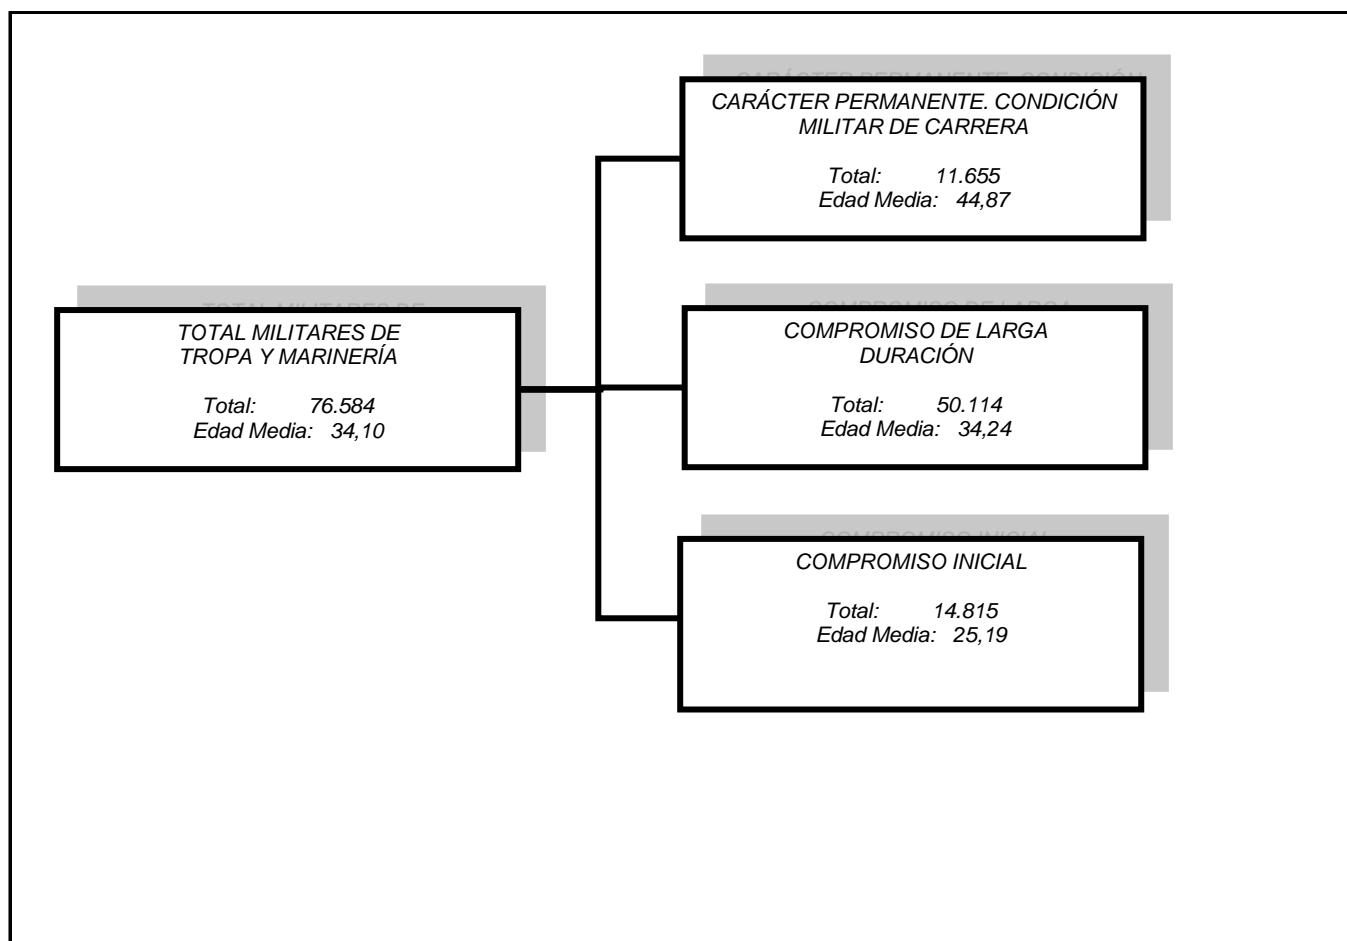 CARÁCTER PERMANENTE. CONDICIÓN
MILITAR DE CARRERA
Total: 11.655
Edad Media: 44,87
TOTAL MILITARES DE
TROPA Y MARINERÍA
Total: 76.584
Edad Media: 34,10
COMPROMISO DE LARGA
DURACIÓN
Total: 50.114
Edad Media: 34,24
COMPROMISO INICIAL
Total: 14.815
Edad Media: 25,19